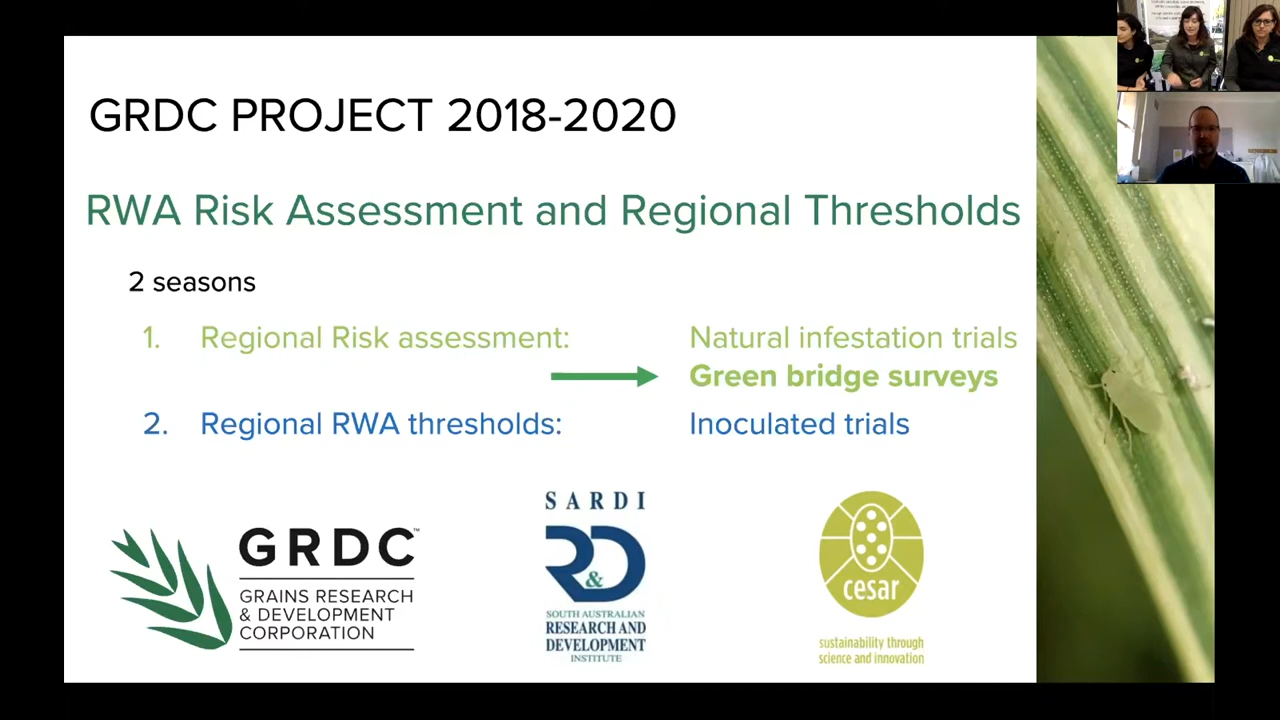 GRDC PROJECT 2018-2020
RWA Risk Assessment and Regional Thresholds
2 seasons
1. Regional Risk assessment: Natural infestation trials
Green bridge surveys
2. Regional RWA thresholds: Inoculated trials
GRDC™
GRAINS RESEARCH
& DEVELOPMENT
CORPORATION
SARDI
R&D
SOUTH AUSTRALIAN
RESEARCH AND
DEVELOPMENT
INSTITUTE
cesar
sustainability through
science and innovation